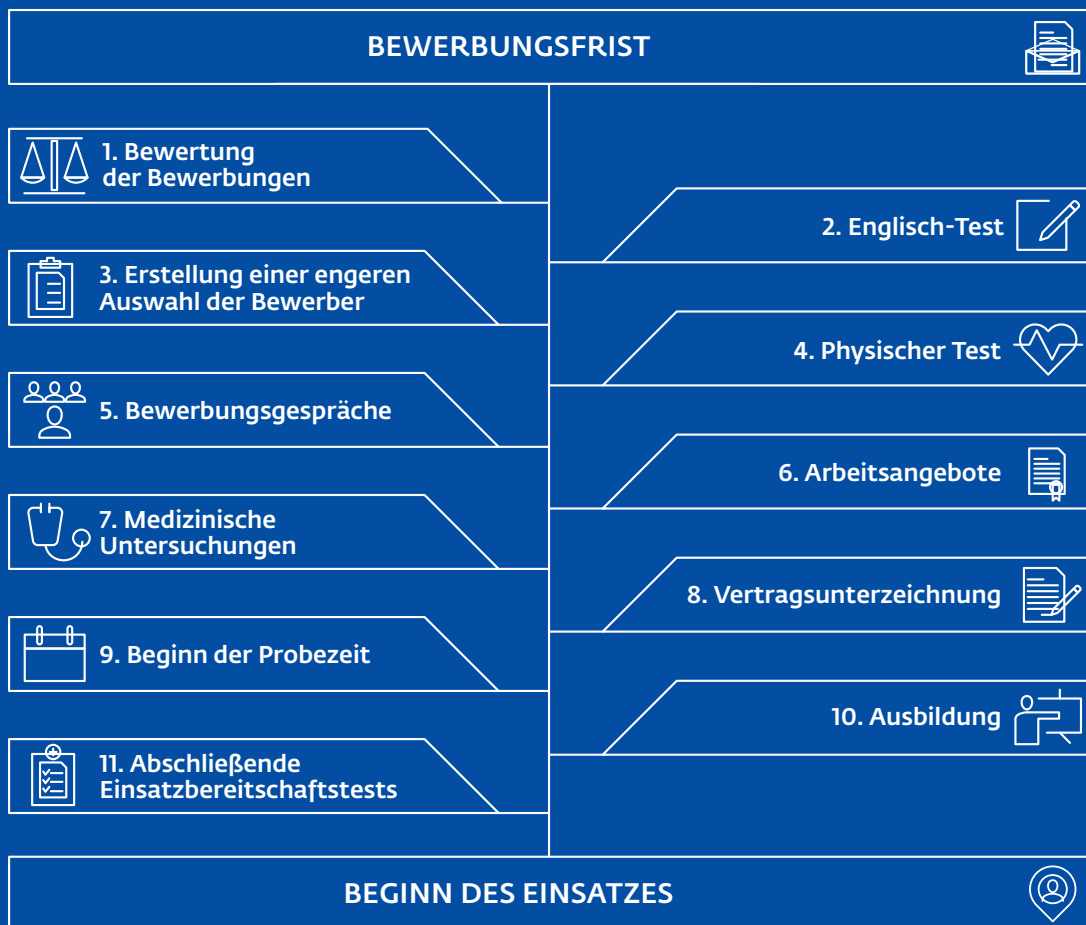 BEWERBUNGSFRIST
1. Bewertung
der Bewerbungen
2. Englisch-Test
3. Erstellung einer engeren
Auswahl der Bewerber
4. Physischer Test
5. Bewerbungsgespräche
6. Arbeitsangebote
7. Medizinische
Untersuchungen
8. Vertragsunterzeichnung
9. Beginn der Probezeit
10. Ausbildung
11. Abschließende
Einsatzbereitschaftstests
BEGINN DES EINSATZES